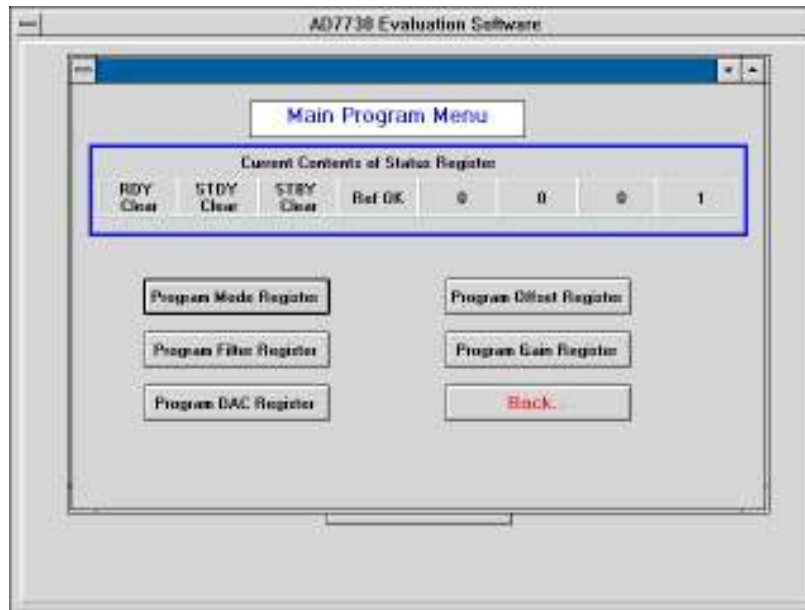 AD7738 Evaluation Software
Main Program Menu
Current Contents of Status Register
RDY Clear STDY Clear STBY Clear Ref OK 0 0 0 1
Program Mode Register Program Offset Register
Program Filter Register Program Gain Register
Program DAC Register Back...